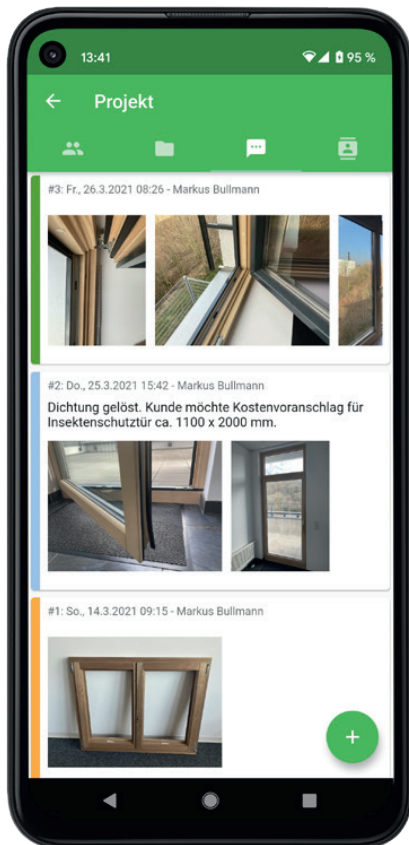 13:41
95 %
Projekt
#3: Fr., 26.3.2021 08:26 - Markus Bullmann
#2: Do., 25.3.2021 15:42 - Markus Bullmann
Dichtung gelöst. Kunde möchte Kostenvoranschlag für
Insektenschutztür ca. 1100 x 2000 mm.
#1: So., 14.3.2021 09:15 - Markus Bullmann